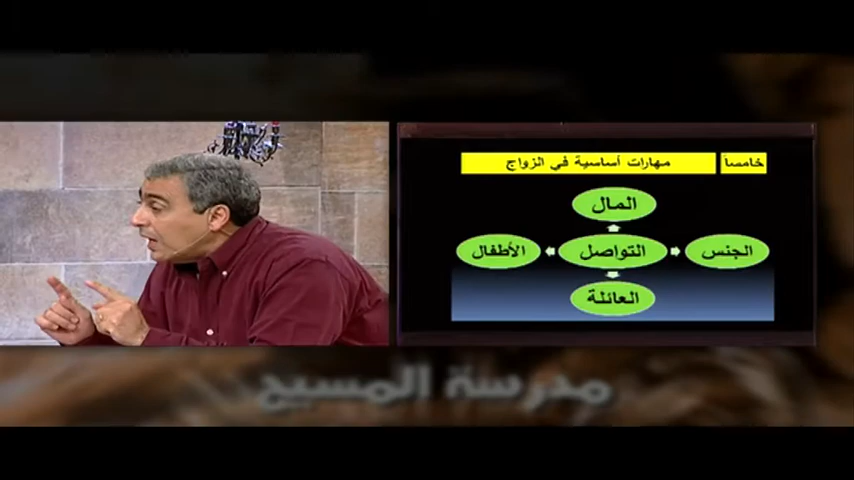 خامساً مهارات أساسية في الزواج
المال
الجنس التواصل الأطفال
العائلة
مدرسة المسيح